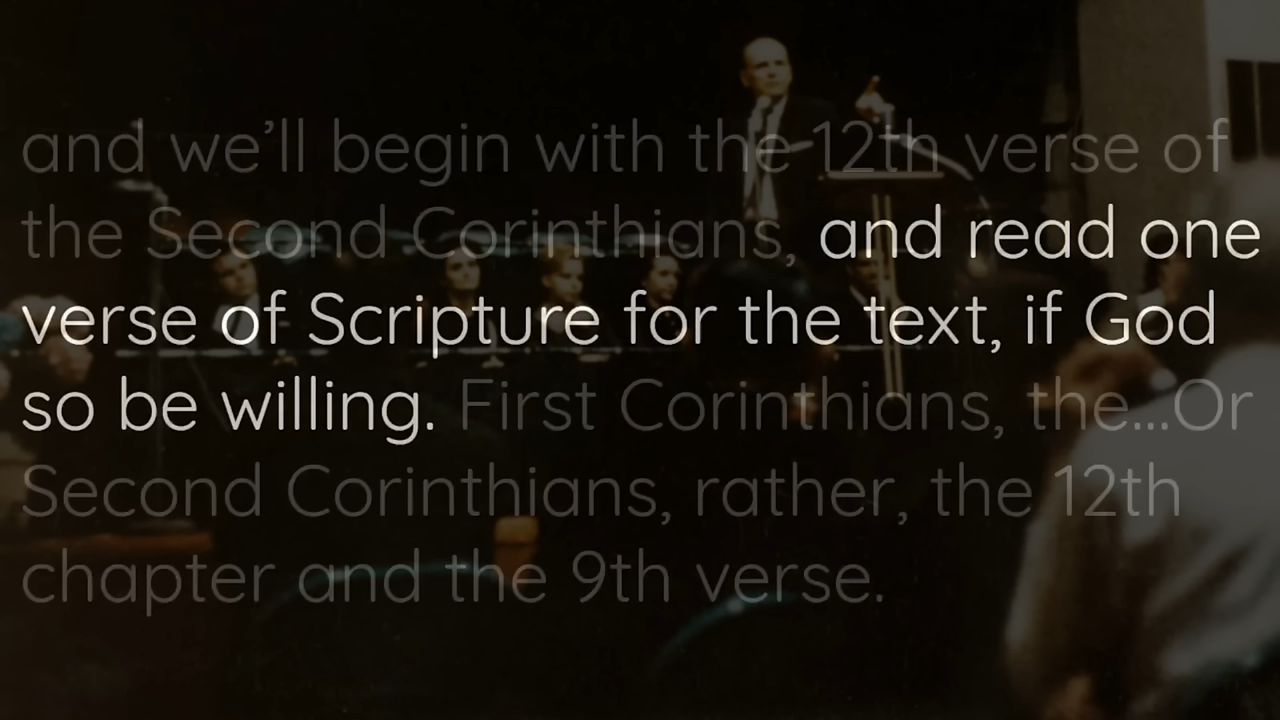 and we’ll begin with the 12th verse of
the Second Corinthians, and read one
verse of Scripture for the text, if God
so be willing. First Corinthians, the...Or
Second Corinthians, rather, the 12th
chapter and the 9th verse.